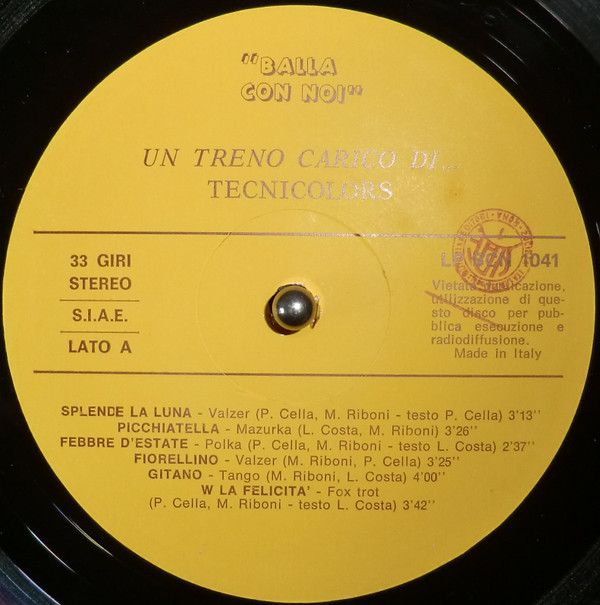 "BALLA
CON NOI"
UN TRENO CARICO DI...
TECNICOLORS
33 GIRI
STEREO
S.I.A.E.
LATO A
1041
Vietata
utilizzazione di que-
sto disco per pub-
blica esecuzione e
radiodiffusione.
Made in Italy
SPLENDE LA LUNA - Valzer (P. Cella, M. Riboni - testo P. Cella) 3'13''
PICCHIATELLA - Mazurka (L. Costa, M. Riboni) 3'26''
FEBBRE D'ESTATE - Polka (P. Cella, M. Riboni - testo L. Costa) 2'37''
FIORELLINO - Valzer (M. Riboni, P. Cella) 3'25''
GITANO - Tango (M. Riboni, L. Costa) 4'00''
W LA FELICITA' - Fox trot
(P. Cella, M. Riboni - testo L. Costa) 3'42''